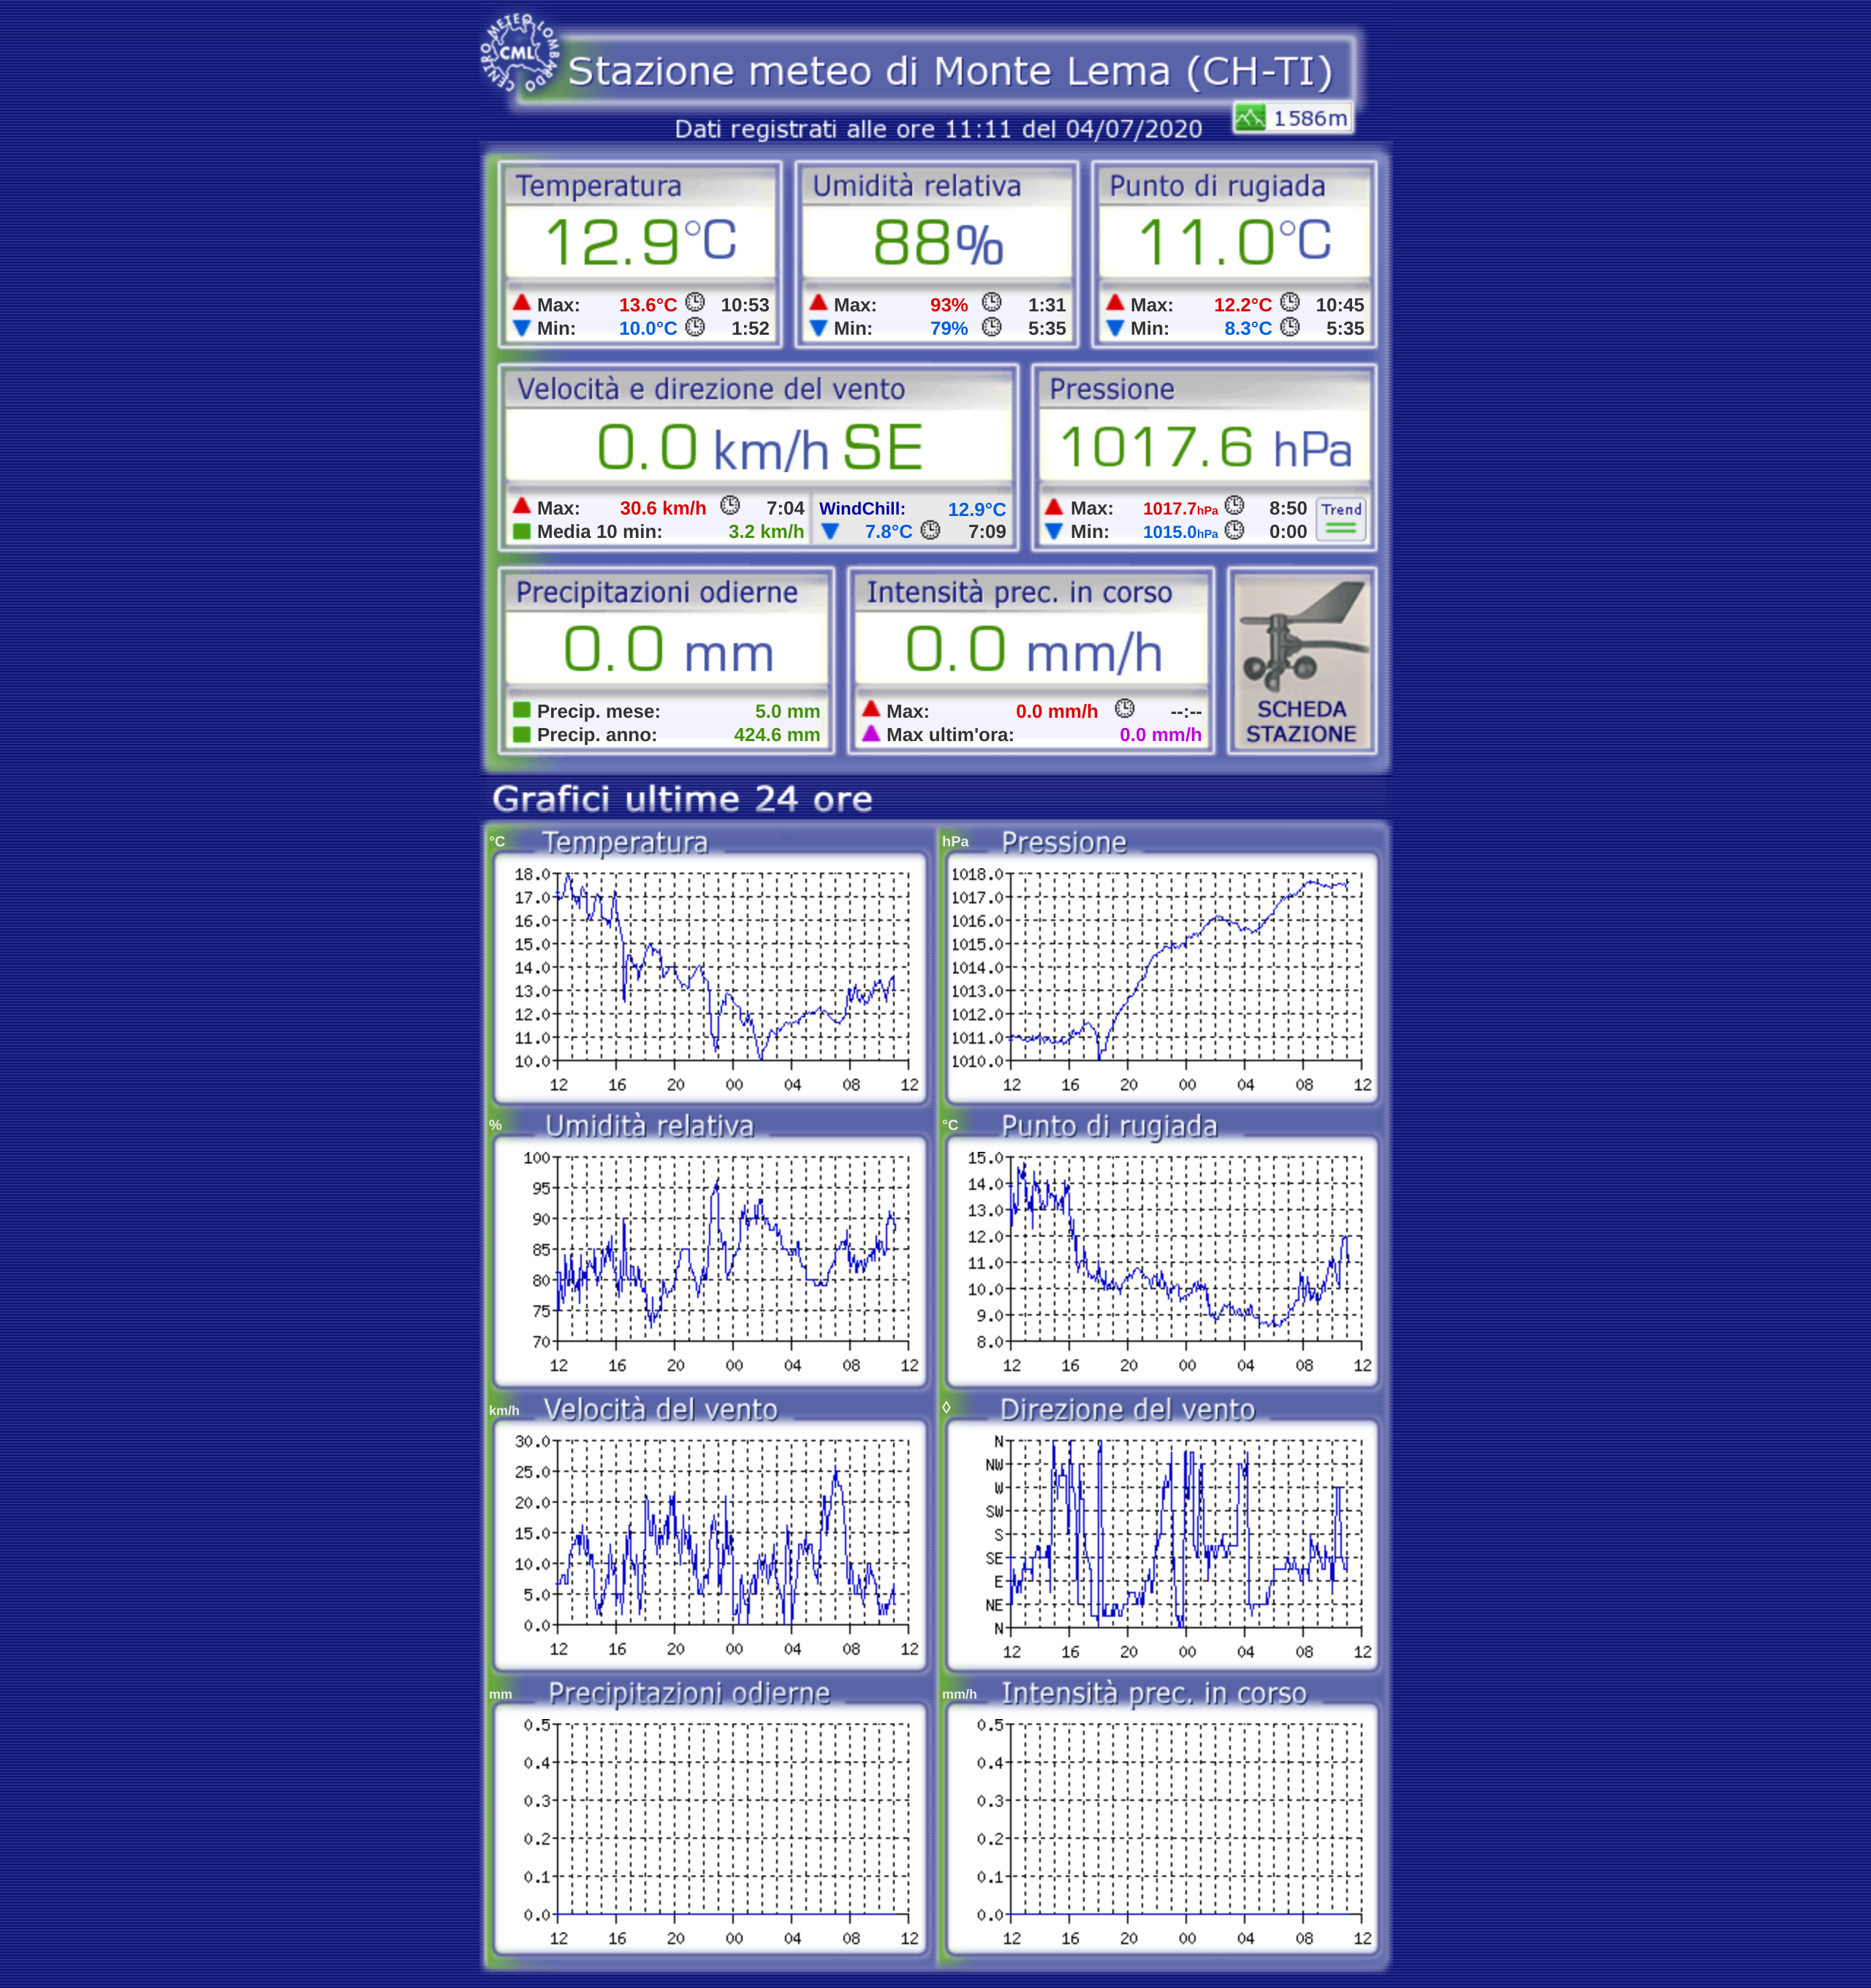 CENTRO METEO LOMBARDO
CML
Stazione meteo di Monte Lema (CH-TI)
1586m
Dati registrati alle ore 11:11 del 04/07/2020
Temperatura Umidità relativa Punto di rugiada
12.9°C 88% 11.0°C
Max: 13.6°C 10:53 Max: 93% 1:31 Max: 12.2°C 10:45
Min: 10.0°C 1:52 Min: 79% 5:35 Min: 8.3°C 5:35
Velocità e direzione del vento Pressione
0.0 km/h SE 1017.6 hPa
Max: 30.6 km/h 7:04 WindChill: 12.9°C Max: 1017.7hPa 8:50 Trend
Media 10 min: 3.2 km/h 7.8°C 7:09 Min: 1015.0hPa 0:00
Precipitazioni odierne Intensità prec. in corso
0.0 mm 0.0 mm/h
Precip. mese: 5.0 mm Max: 0.0 mm/h --:-- SCHEDA
Precip. anno: 424.6 mm Max ultim'ora: 0.0 mm/h STAZIONE
Grafici ultime 24 ore
°C Temperatura
18.0
17.0
16.0
15.0
14.0
13.0
12.0
11.0
10.0
12 16 20 00 04 08 12
hPa Pressione
1018.0
1017.0
1016.0
1015.0
1014.0
1013.0
1012.0
1011.0
1010.0
12 16 20 00 04 08 12
% Umidità relativa
100
95
90
85
80
75
70
12 16 20 00 04 08 12
°C Punto di rugiada
15.0
14.0
13.0
12.0
11.0
10.0
9.0
8.0
12 16 20 00 04 08 12
km/h Velocità del vento
30.0
25.0
20.0
15.0
10.0
5.0
0.0
12 16 20 00 04 08 12
◊ Direzione del vento
N
NW
W
SW
S
SE
E
NE
N
12 16 20 00 04 08 12
mm Precipitazioni odierne
0.5
0.4
0.3
0.2
0.1
0.0
12 16 20 00 04 08 12
mm/h Intensità prec. in corso
0.5
0.4
0.3
0.2
0.1
0.0
12 16 20 00 04 08 12